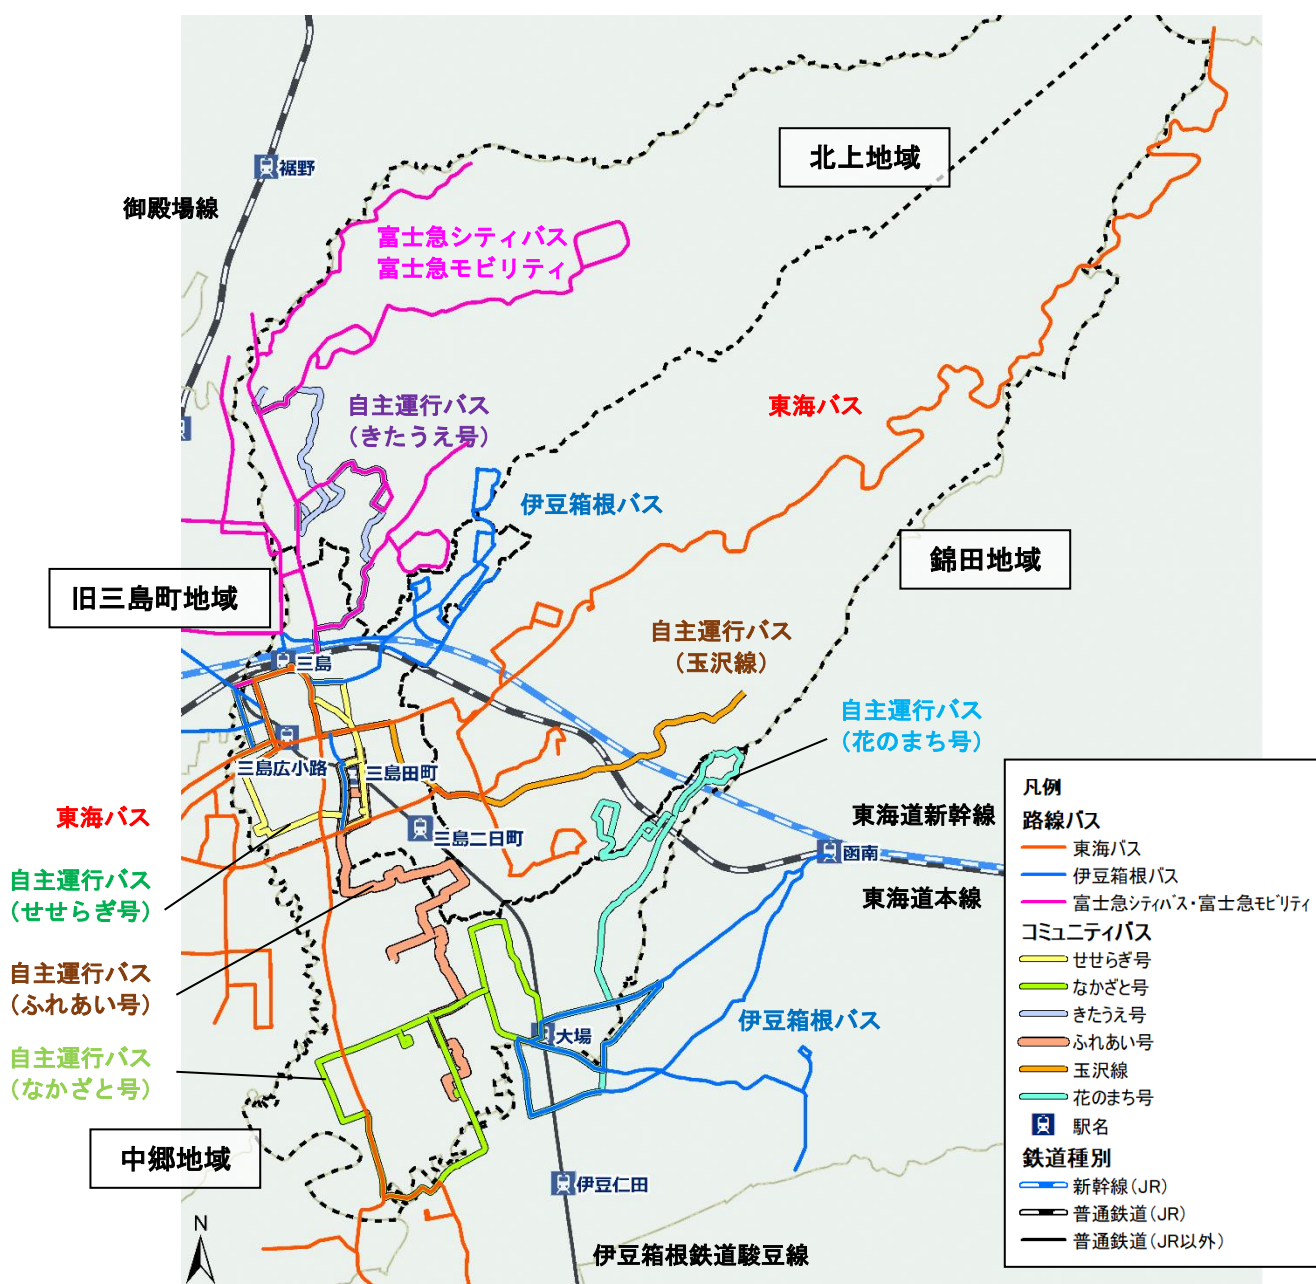 北上地域
裾野
御殿場線
富士急シティバス
富士急モビリティ
自主運行バス
（きたうえ号）
東海バス
伊豆箱根バス
錦田地域
旧三島町地域
自主運行バス
（玉沢線）
三島
自主運行バス
（花のまち号）
三島広小路
三島田町
東海バス
三島二日町
東海道新幹線
函南
東海道本線
自主運行バス
（せせらぎ号）
自主運行バス
（ふれあい号）
伊豆箱根バス
大場
自主運行バス
（なかざと号）
中郷地域
伊豆仁田
N
伊豆箱根鉄道駿豆線
凡例
路線バス
東海バス
伊豆箱根バス
富士急シティバス・富士急モビリティ
コミュニティバス
せせらぎ号
なかざと号
きたうえ号
ふれあい号
玉沢線
花のまち号
駅名
鉄道種別
新幹線（JR）
普通鉄道（JR）
普通鉄道（JR以外）